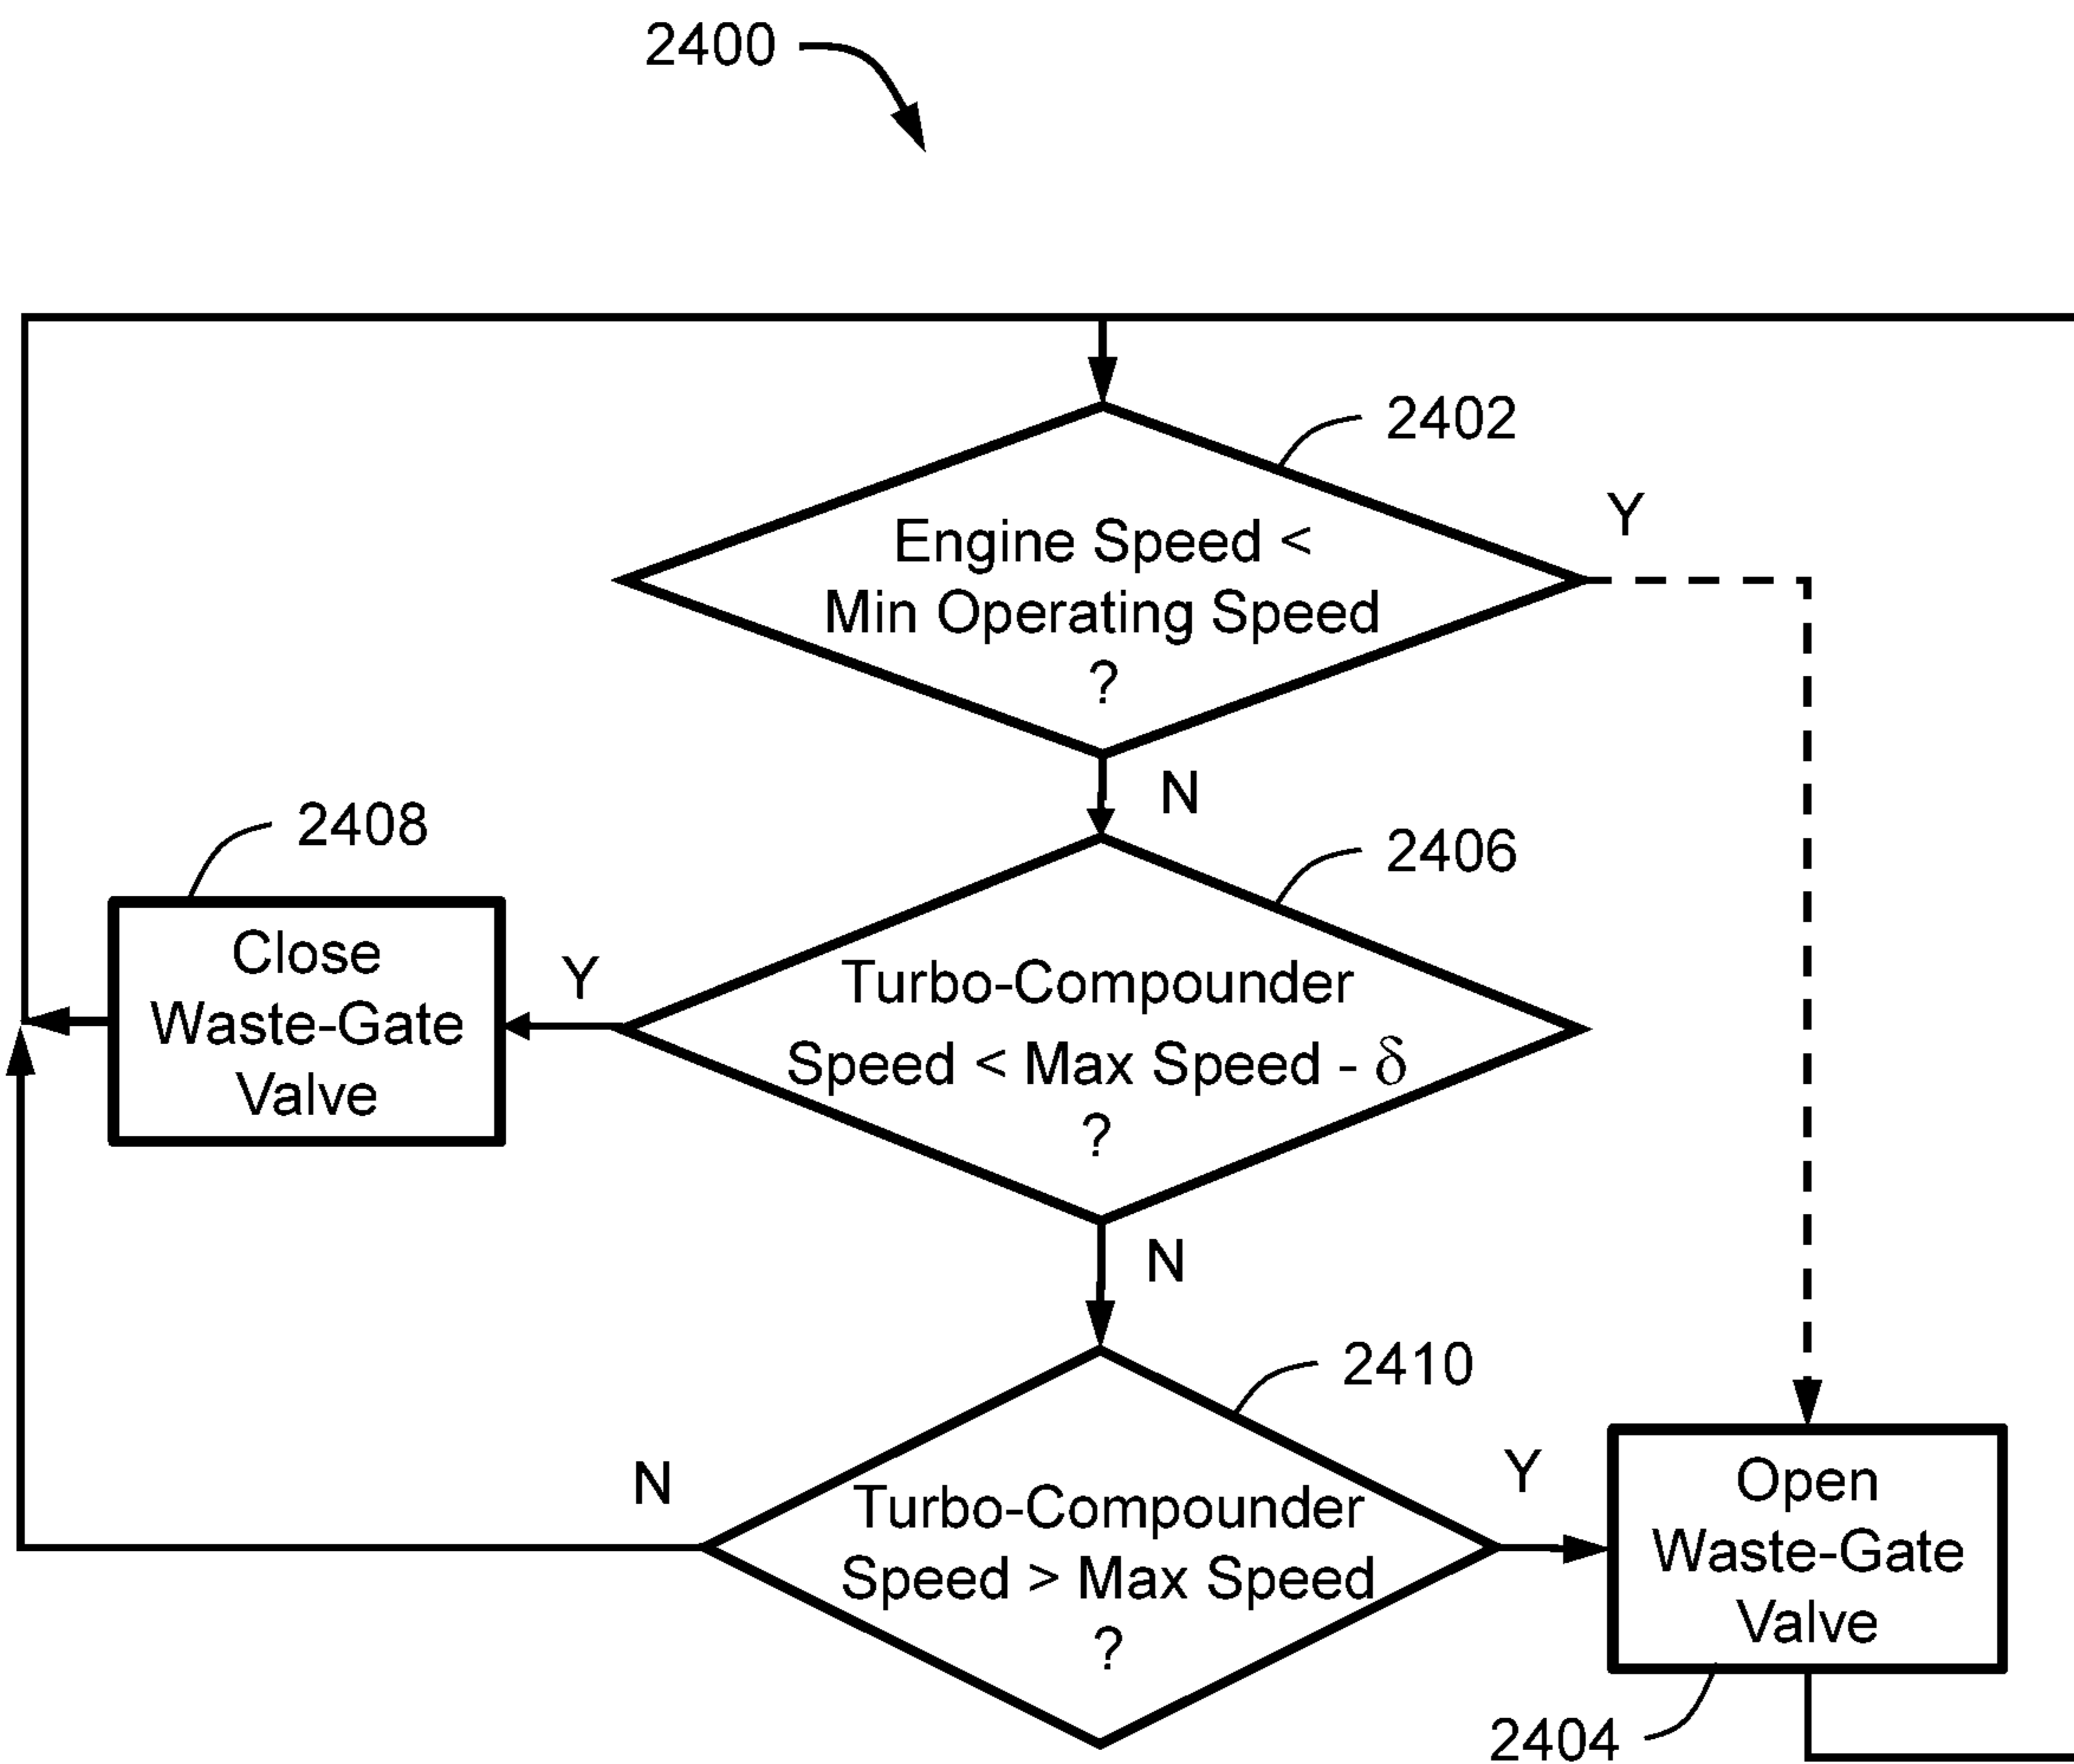 2400
2402
Engine Speed <
Min Operating Speed
?
Y
N
2408
Close
Waste-Gate
Valve
Y
2406
Turbo-Compounder
Speed < Max Speed - δ
?
N
2410
N
Turbo-Compounder
Speed > Max Speed
?
Y
Open
Waste-Gate
Valve
2404